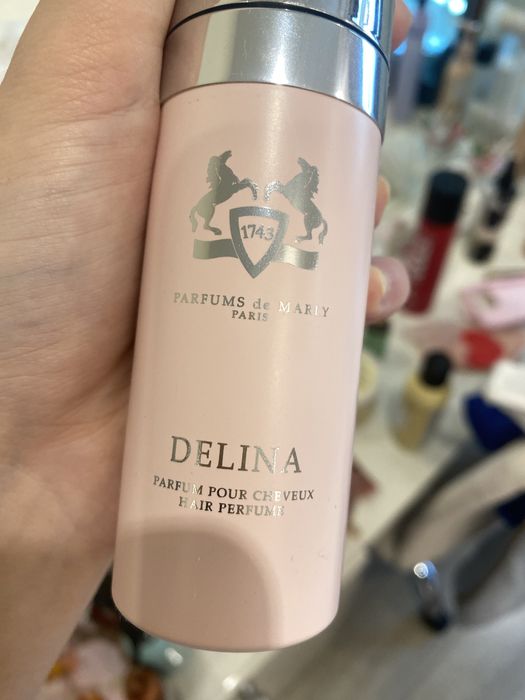 1743
PARFUMS de MARLY
PARIS
DELINA
PARFUM POUR CHEVEUX
HAIR PERFUME